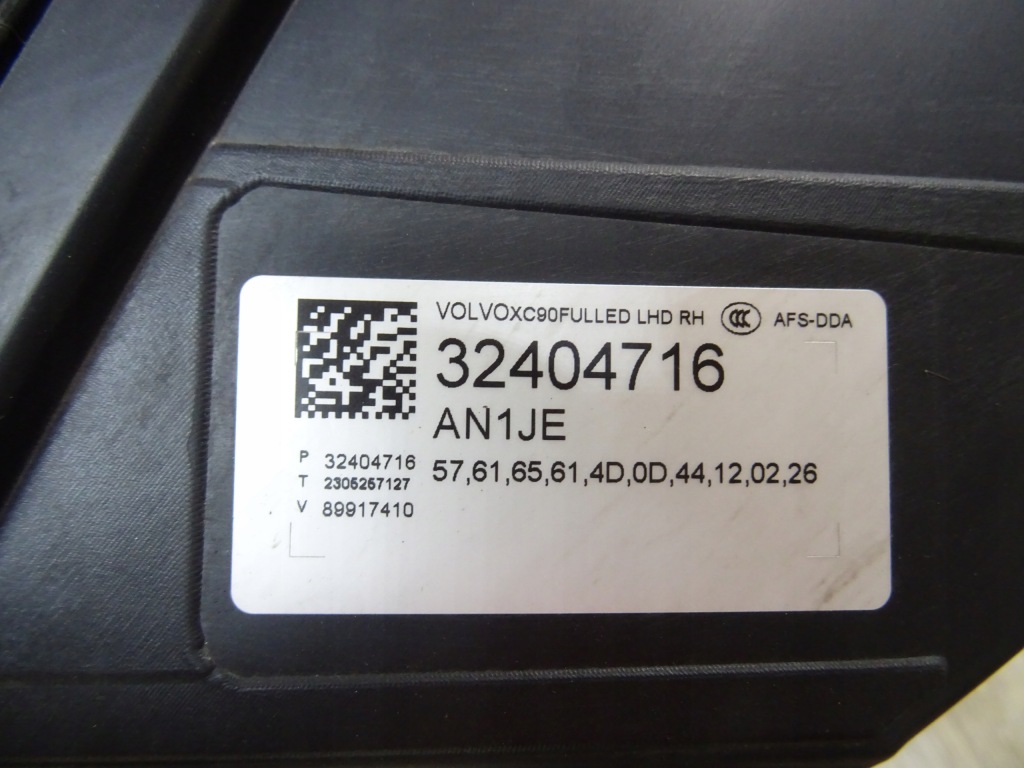 VOLVOXC90FULLED LHD RH CCC AFS-DDA
32404716
AN1JE
P 32404716
T 2305257127
V 89917410
57,61,65,61,4D,0D,44,12,02,26